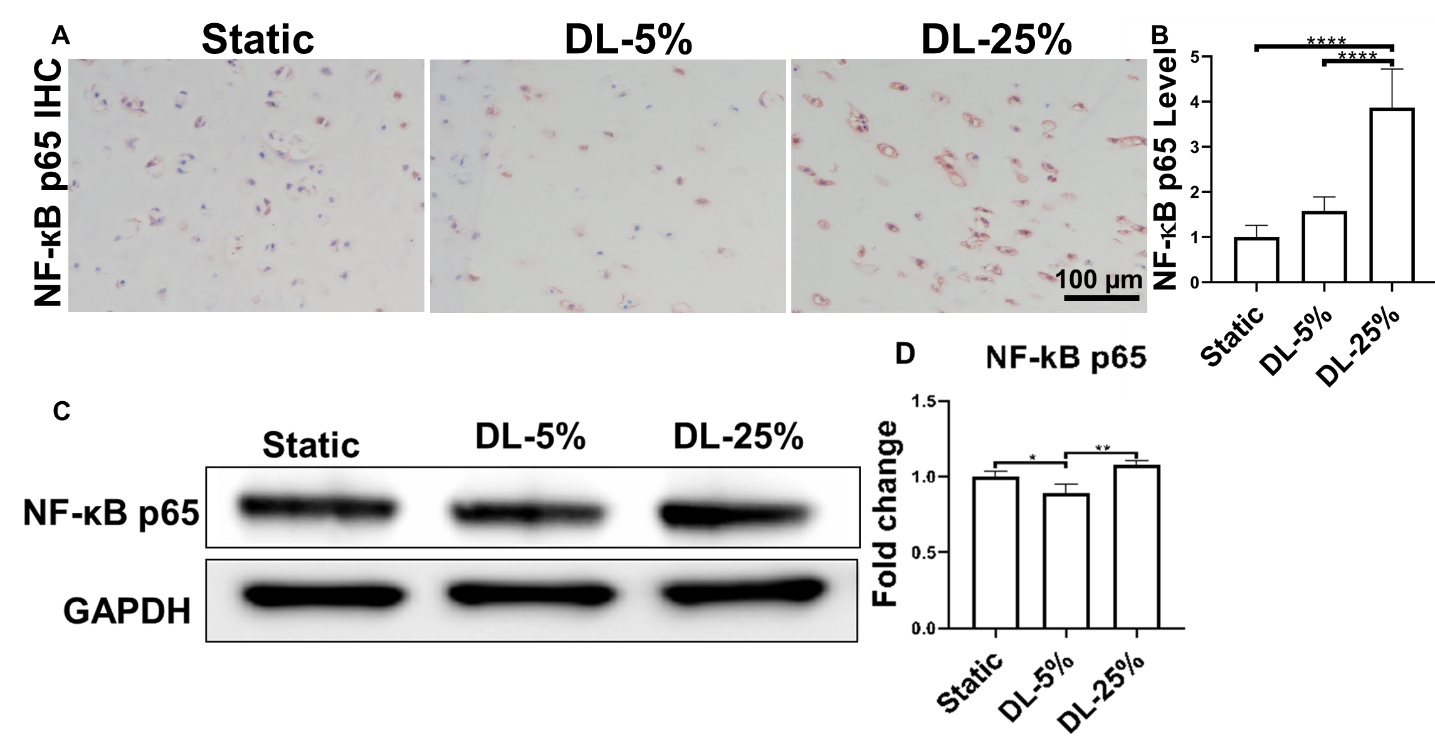 A
Static
DL-5%
DL-25%
NF-κB p65 IHC
100 μm
B
****
****
NF-κB p65 Level
5
4
3
2
1
0
Static
DL-5%
DL-25%
C
Static
DL-5%
DL-25%
NF-κB p65
GAPDH
D
NF-kB p65
Fold change
1.5
1.0
0.5
0.0
*
**
Static
DL-5%
DL-25%